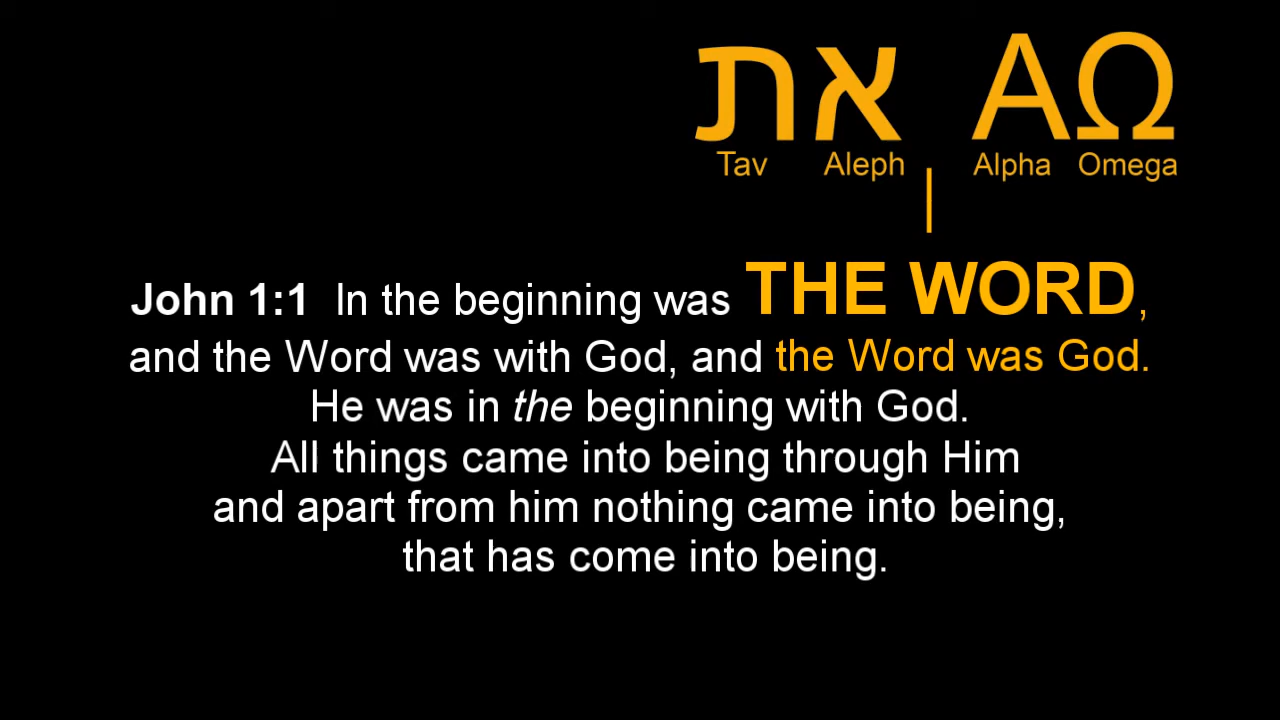 את ΑΩ
Tav Aleph Alpha Omega
John 1:1 In the beginning was THE WORD,
and the Word was with God, and the Word was God.
He was in the beginning with God.
All things came into being through Him
and apart from him nothing came into being,
that has come into being.